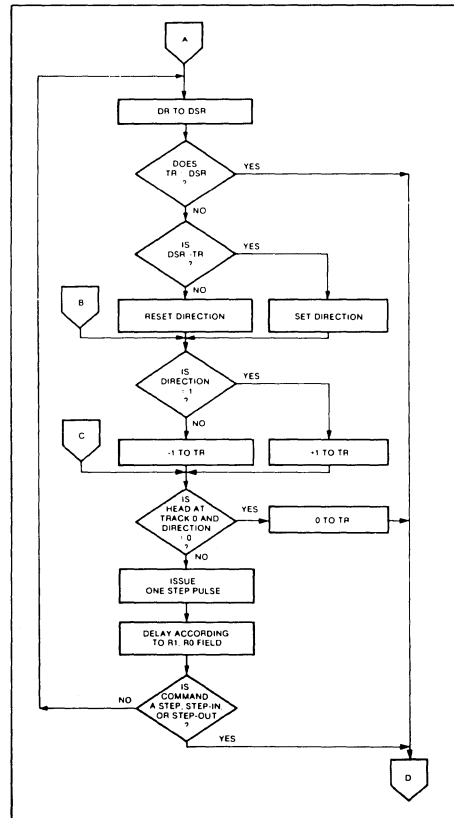 A
DR TO DSR
DOES
TR DSR
?
YES
NO
IS
DSR TR
?
YES
NO
B
RESET DIRECTION
SET DIRECTION
IS
DIRECTION
1
?
YES
NO
C
-1 TO TR
+1 TO TR
IS
HEAD AT
TRACK 0 AND
DIRECTION
0
?
YES
0 TO TR
NO
ISSUE
ONE STEP PULSE
DELAY ACCORDING
TO R1, R0 FIELD
IS
COMMAND
A STEP, STEP-IN,
OR STEP-OUT
?
NO
YES
D